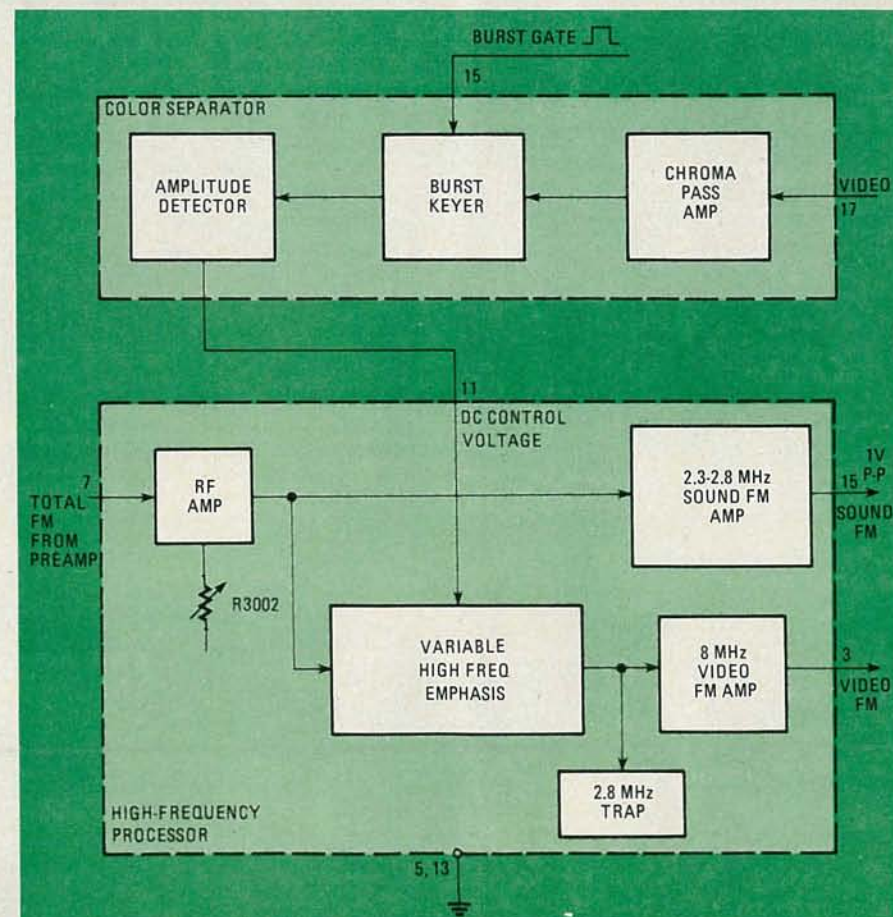 BURST GATE
15
COLOR SEPARATOR
AMPLITUDE
DETECTOR
BURST
KEYER
CHROMA
PASS
AMP
VIDEO
17
11
DC CONTROL
VOLTAGE
7
TOTAL
FM
FROM
PREAMP
RF
AMP
R3002
2.3-2.8 MHz
SOUND FM
AMP
1V
P-P
15
SOUND
FM
VARIABLE
HIGH FREQ
EMPHASIS
8 MHz
VIDEO
FM AMP
3
VIDEO
FM
2.8 MHz
TRAP
HIGH-FREQUENCY
PROCESSOR
5, 13